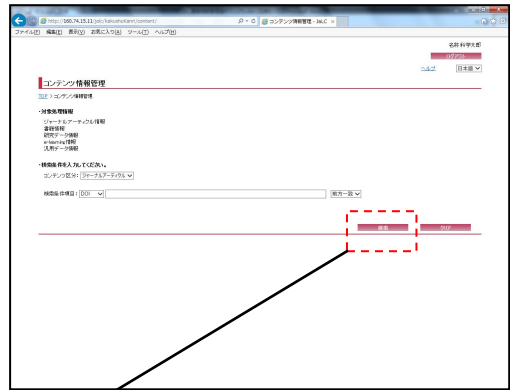 http://160.74.15.11/jalc/kakushuKanri/content/
コンテンツ情報管理 - JaLC
ファイル(F) 編集(E) 表示(V) お気に入り(A) ツール(T) ヘルプ(H)
名称 科学太郎
ログアウト
ヘルプ 日本語
コンテンツ情報管理
TOP > コンテンツ情報管理
・対象処理情報
ジャーナルアーティクル情報
書籍情報
研究データ情報
e-learning情報
汎用データ情報
・検索条件を入力してください。
コンテンツ区分: ジャーナルアーティクル
検索条件項目: DOI 前方一致
検索 クリア